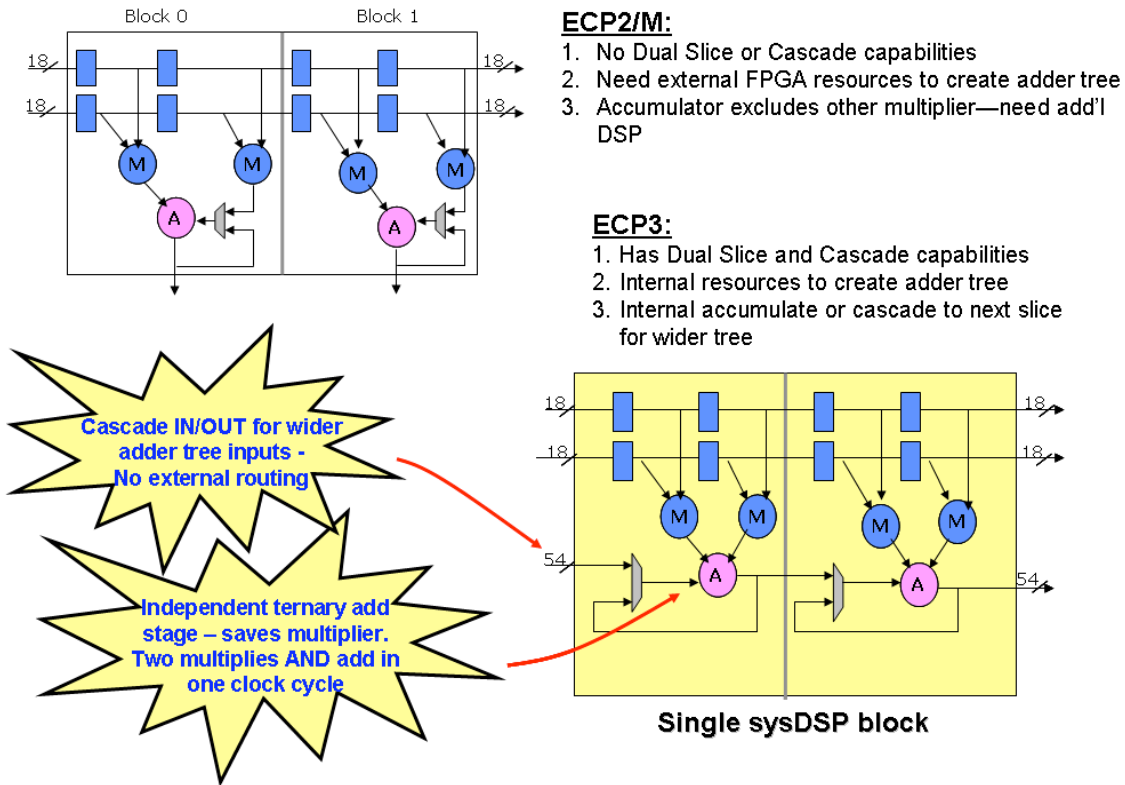 Block 0
Block 1
18
18
18
18
M
M
M
M
A
A
ECP2/M:
1. No Dual Slice or Cascade capabilities
2. Need external FPGA resources to create adder tree
3. Accumulator excludes other multiplier—need add'l
DSP
ECP3:
1. Has Dual Slice and Cascade capabilities
2. Internal resources to create adder tree
3. Internal accumulate or cascade to next slice
for wider tree
Cascade IN/OUT for wider
adder tree inputs -
No external routing
Independent ternary add
stage – saves multiplier.
Two multiplies AND add in
one clock cycle
18
18
18
18
M
M
M
M
54
A
A
54
Single sysDSP block